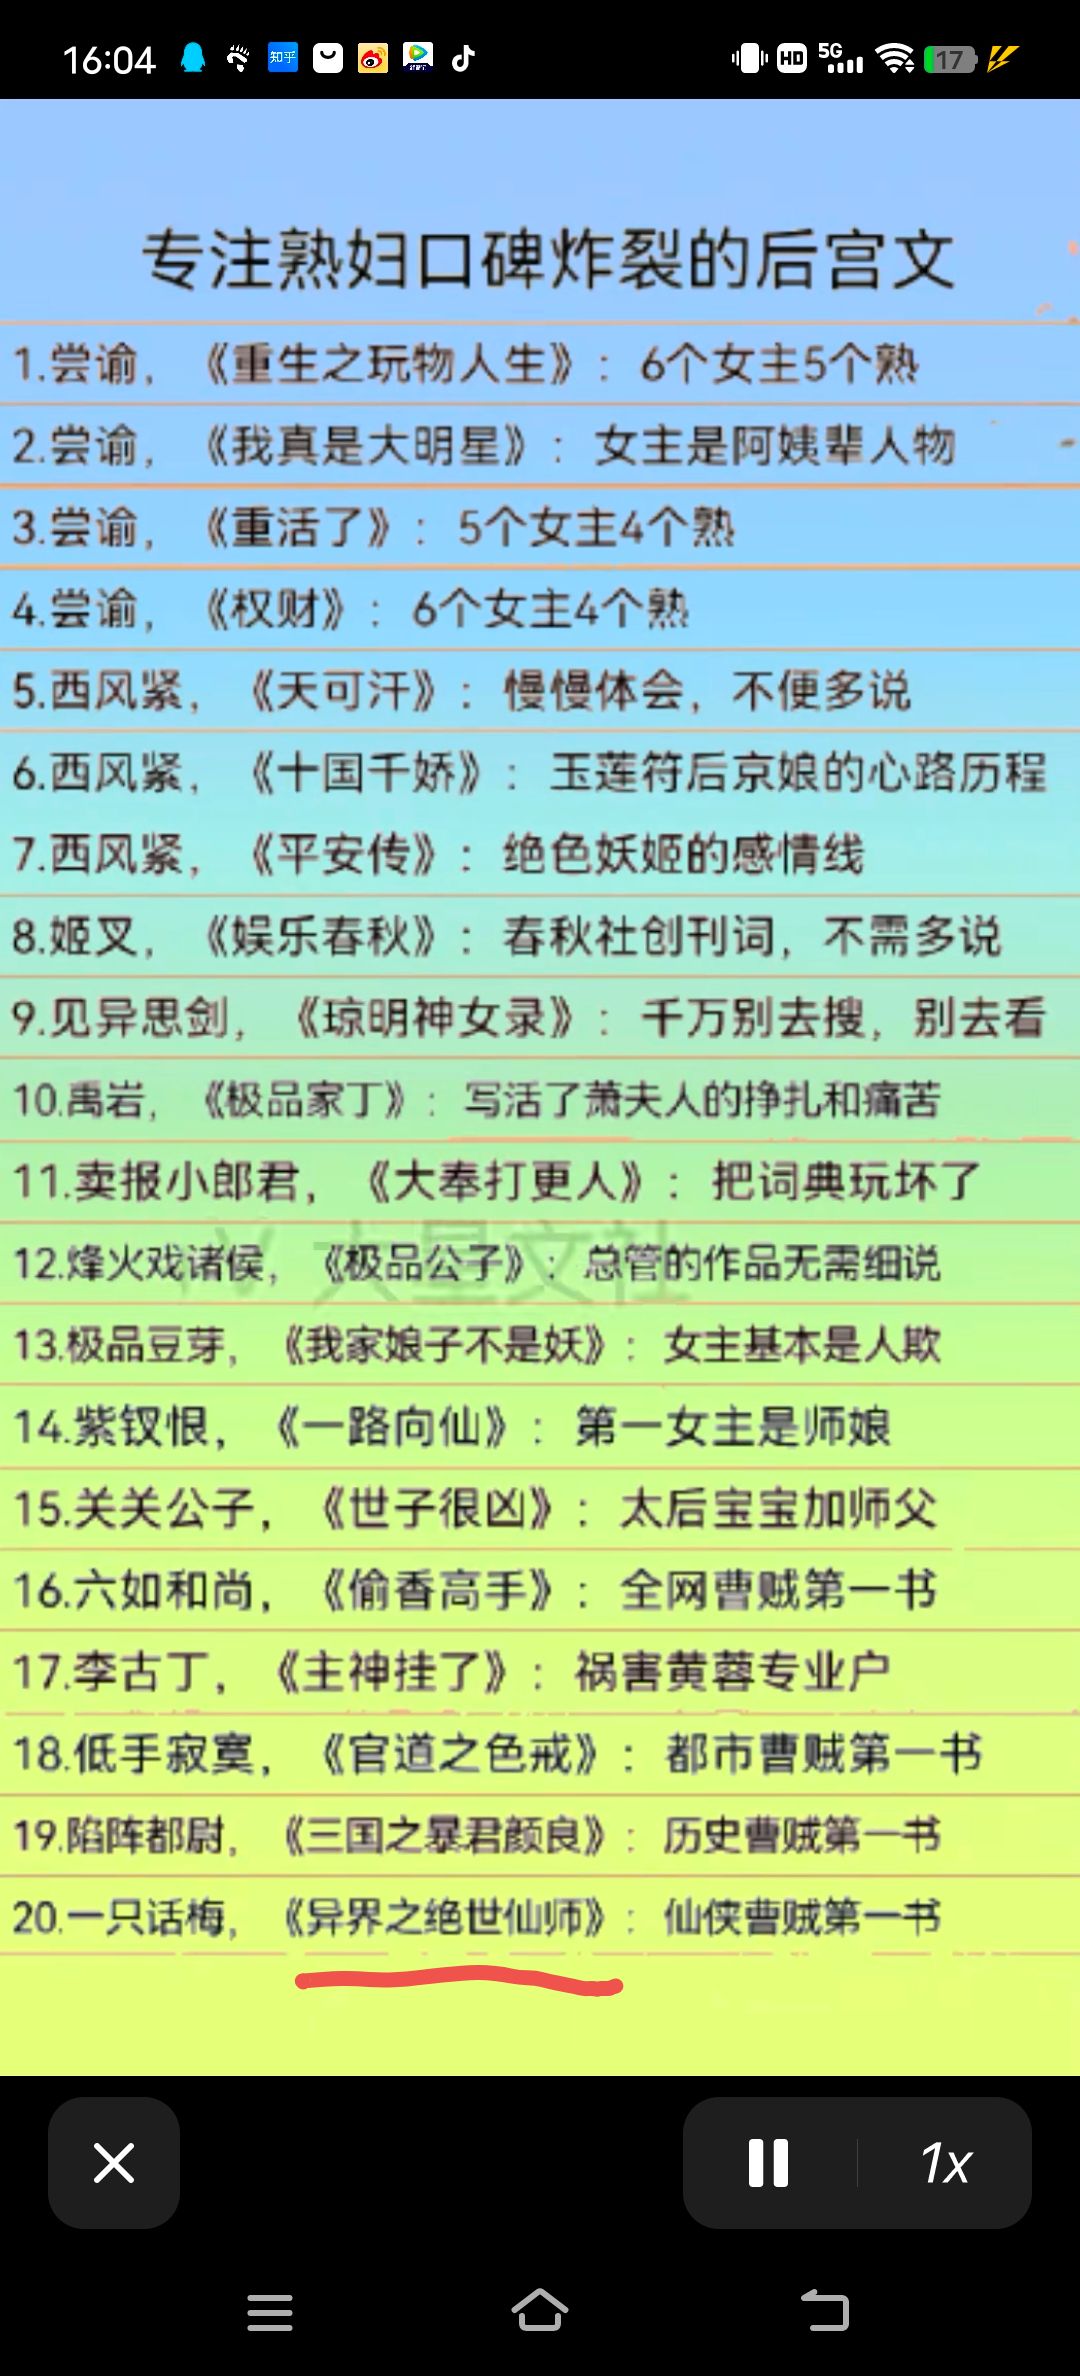 16:04 知乎 HD 5G 17
专注熟妇口碑炸裂的后宫文
1.尝谕，《重生之玩物人生》：6个女主5个熟
2.尝谕，《我真是大明星》：女主是阿姨辈人物
3.尝谕，《重活了》：5个女主4个熟
4.尝谕，《权财》：6个女主4个熟
5.西风紧，《天可汗》：慢慢体会，不便多说
6.西风紧，《十国千娇》：玉莲符后京娘的心路历程
7.西风紧，《平安传》：绝色妖姬的感情线
8.姬叉，《娱乐春秋》：春秋社创刊词，不需多说
9.见异思剑，《琼明神女录》：千万别去搜，别去看
10.禹岩，《极品家丁》：写活了萧夫人的挣扎和痛苦
11.卖报小郎君，《大奉打更人》：把词典玩坏了
12.烽火戏诸侯，《极品公子》：总管的作品无需细说
13.极品豆芽，《我家娘子不是妖》：女主基本是人欺
14.紫钗恨，《一路向仙》：第一女主是师娘
15.关关公子，《世子很凶》：太后宝宝加师父
16.六如和尚，《偷香高手》：全网曹贼第一书
17.李古丁，《主神挂了》：祸害黄蓉专业户
18.低手寂寞，《官道之色戒》：都市曹贼第一书
19.陷阵都尉，《三国之暴君颜良》：历史曹贼第一书
20.一只话梅，《异界之绝世仙师》：仙侠曹贼第一书
1x